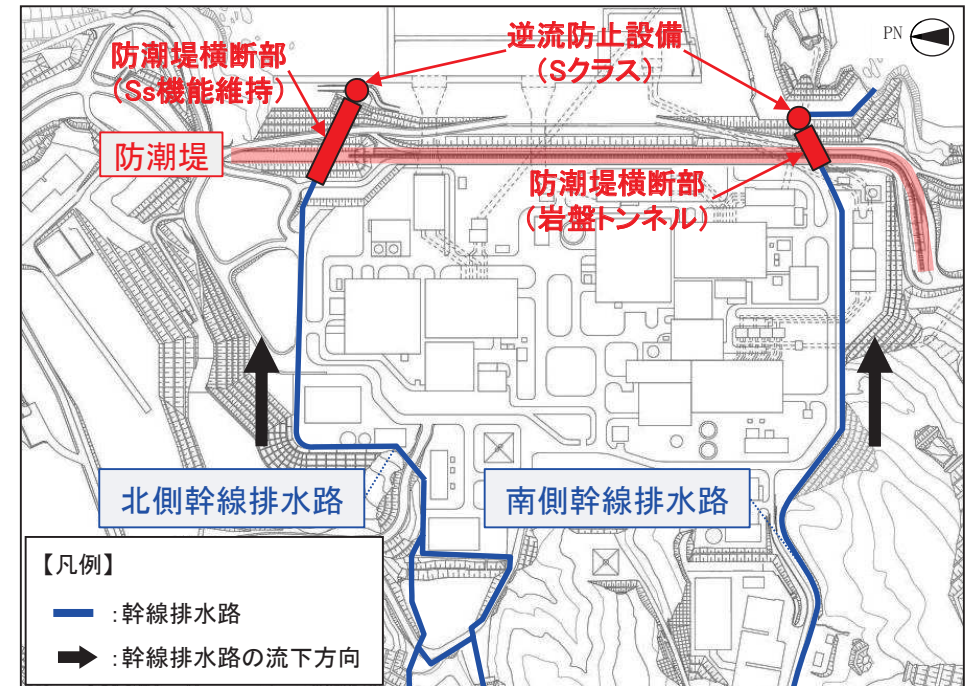 防潮堤横断部
(Ss機能維持)
逆流防止設備
(Sクラス)
PN
防潮堤
防潮堤横断部
(岩盤トンネル)
北側幹線排水路
南側幹線排水路
【凡例】
:幹線排水路
:幹線排水路の流下方向